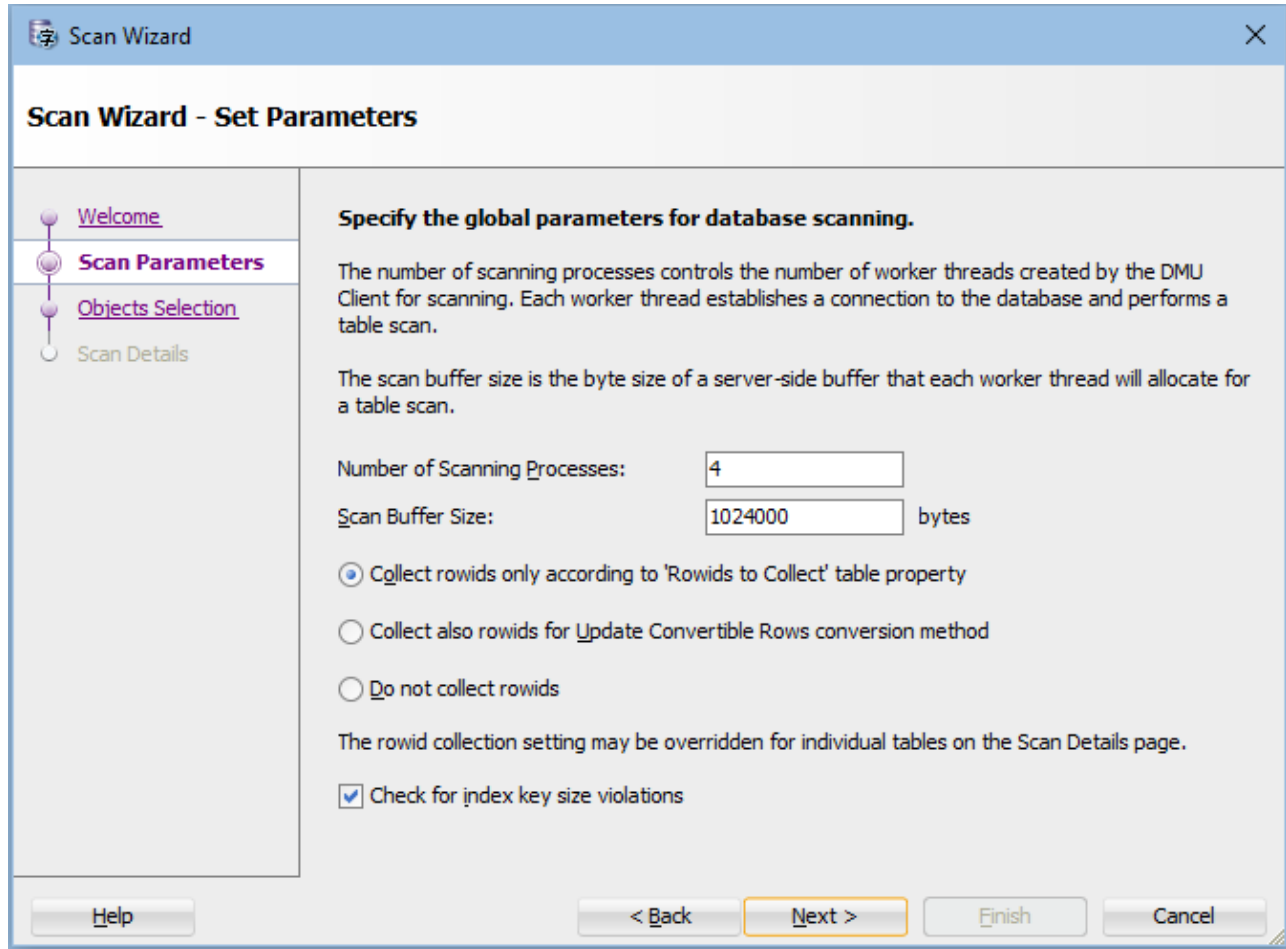 字 Scan Wizard
Scan Wizard - Set Parameters
Welcome
Scan Parameters
Objects Selection
Scan Details
Specify the global parameters for database scanning.
The number of scanning processes controls the number of worker threads created by the DMU
Client for scanning. Each worker thread establishes a connection to the database and performs a
table scan.
The scan buffer size is the byte size of a server-side buffer that each worker thread will allocate for
a table scan.
Number of Scanning Processes: 4
Scan Buffer Size: 1024000 bytes
Collect rowids only according to 'Rowids to Collect' table property
Collect also rowids for Update Convertible Rows conversion method
Do not collect rowids
The rowid collection setting may be overridden for individual tables on the Scan Details page.
Check for index key size violations
Help < Back Next > Finish Cancel